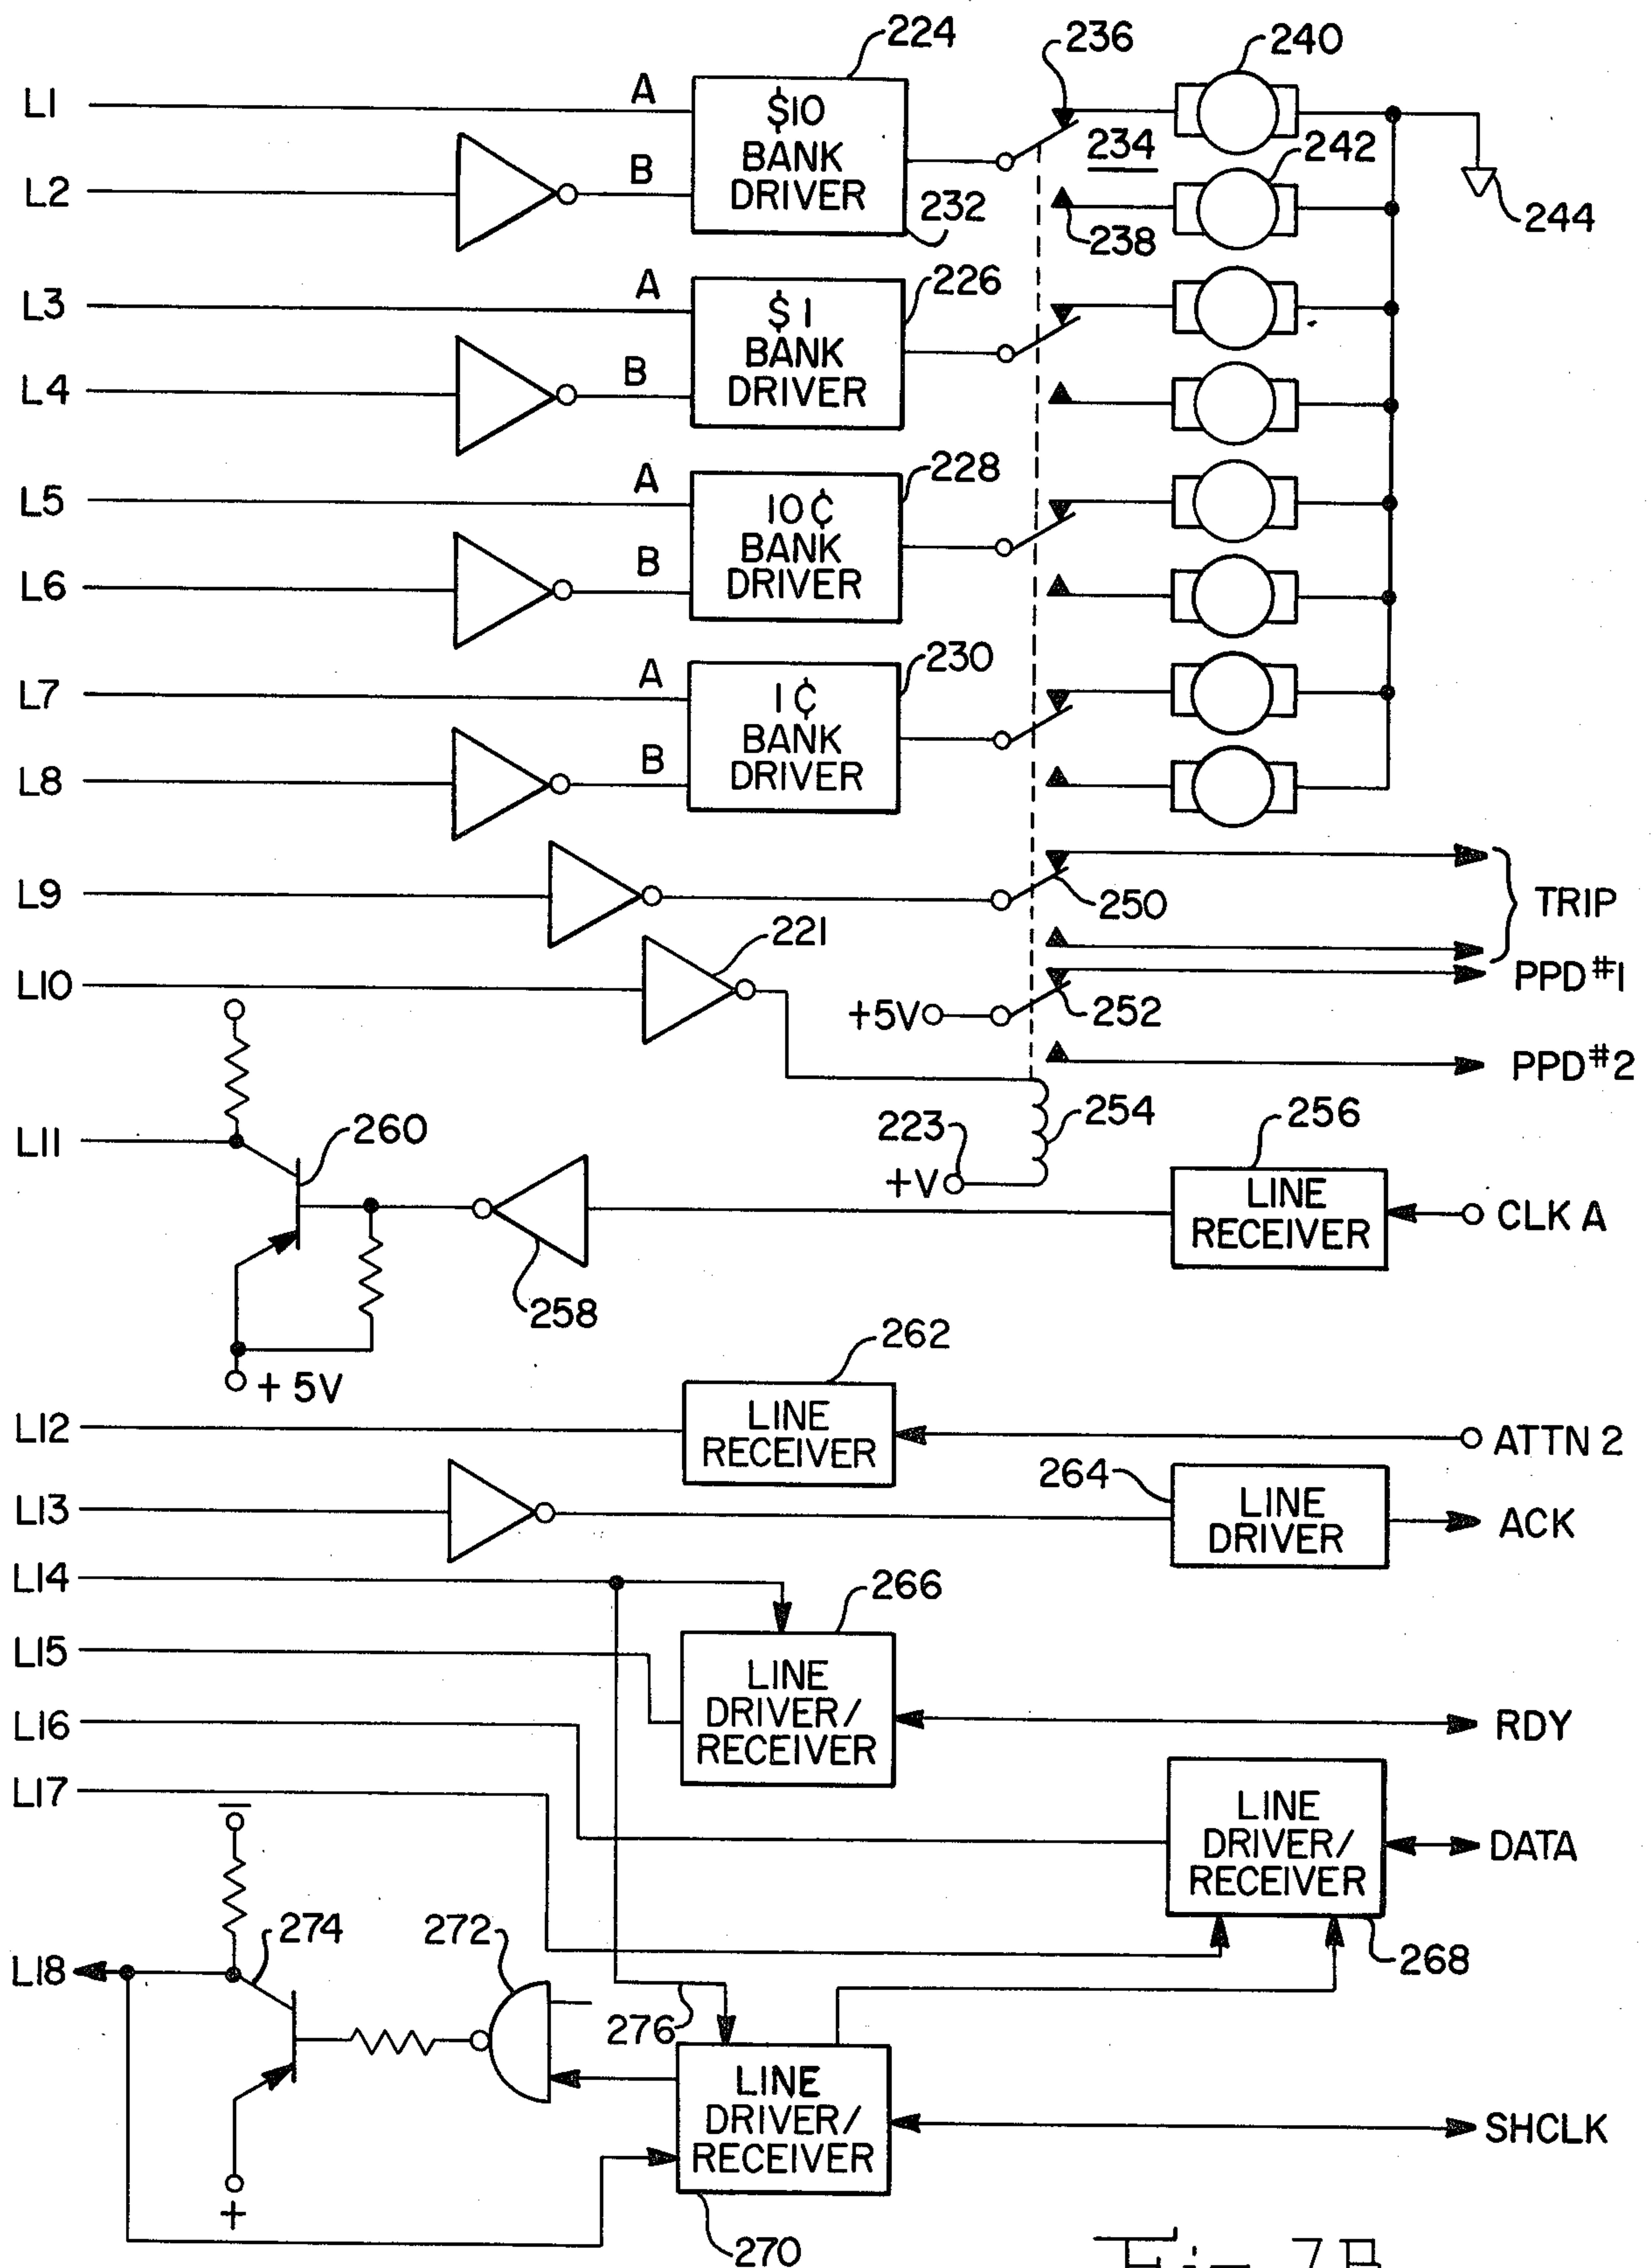 224
236
240
L1
A
$10
BANK
DRIVER
234
242
L2
B
232
238
244
L3
A
$1
BANK
DRIVER
226
L4
B
L5
A
10¢
BANK
DRIVER
228
L6
B
L7
A
1¢
BANK
DRIVER
230
L8
B
L9
250
TRIP
221
L10
PPD#1
+5V
252
PPD#2
L11
260
223
254
256
+V
LINE
RECEIVER
CLK A
258
+5V
262
L12
LINE
RECEIVER
ATTN 2
264
L13
LINE
DRIVER
ACK
L14
266
L15
LINE
DRIVER/
RECEIVER
L16
RDY
L17
LINE
DRIVER/
RECEIVER
DATA
274
272
L18
268
276
LINE
DRIVER/
RECEIVER
SHCLK
+
270
Fig. 7B